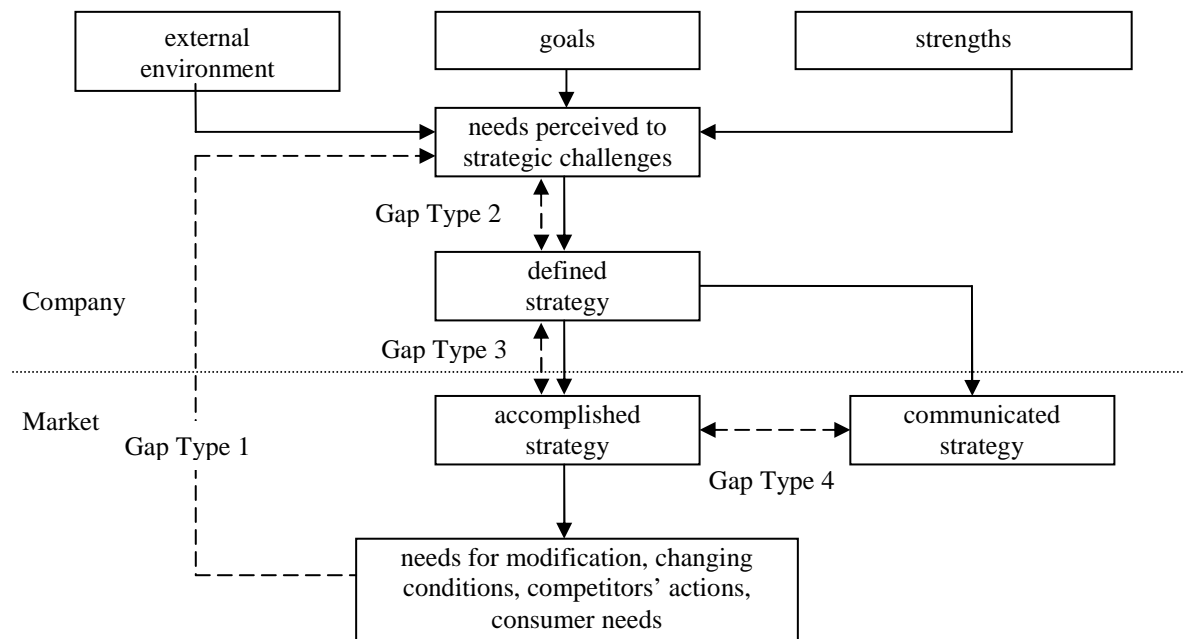 external
environment
goals
strengths
needs perceived to
strategic challenges
Gap Type 2
defined
strategy
Company
Gap Type 3
Market
accomplished
strategy
communicated
strategy
Gap Type 1
Gap Type 4
needs for modification, changing
conditions, competitors’ actions,
consumer needs